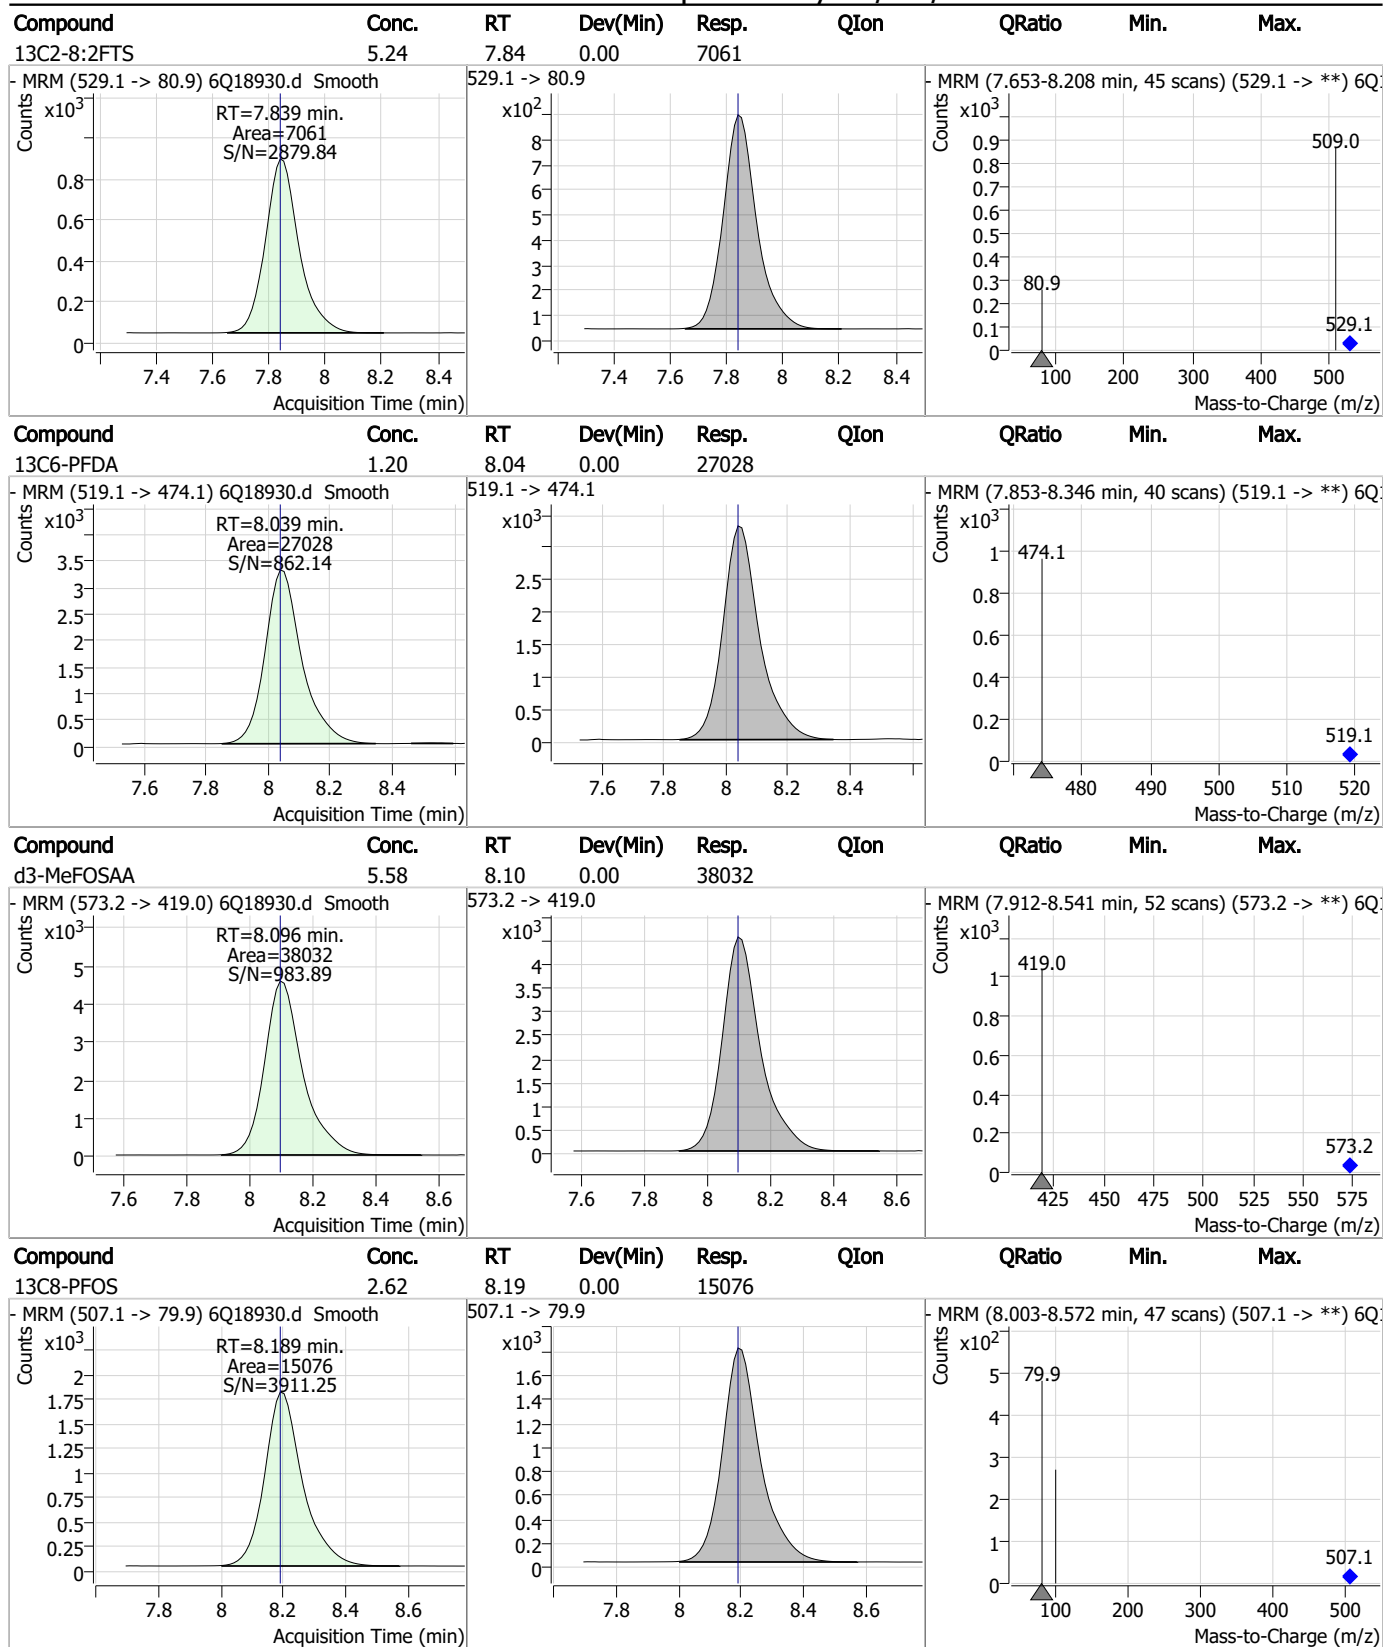 Compound Conc. RT Dev(Min) Resp. QIon QRatio Min. Max.
13C2-8:2FTS 5.24 7.84 0.00 7061
- MRM (529.1 -> 80.9) 6Q18930.d Smooth
Counts
x10³
RT=7.839 min.
Area=7061
S/N=2879.84
0.8
0.6
0.4
0.2
0
7.4 7.6 7.8 8 8.2 8.4
Acquisition Time (min)
529.1 -> 80.9
x10²
8
7
6
5
4
3
2
1
0
7.4 7.6 7.8 8 8.2 8.4
- MRM (7.653-8.208 min, 45 scans) (529.1 -> **) 6Q
Counts
x10³
509.0
0.9
0.8
0.7
0.6
0.5
0.4
0.3
0.2
0.1
0
80.9
529.1
100 200 300 400 500
Mass-to-Charge (m/z)
Compound Conc. RT Dev(Min) Resp. QIon QRatio Min. Max.
13C6-PFDA 1.20 8.04 0.00 27028
- MRM (519.1 -> 474.1) 6Q18930.d Smooth
Counts
x10³
RT=8.039 min.
Area=27028
S/N=862.14
3.5
3
2.5
2
1.5
1
0.5
0
7.6 7.8 8 8.2 8.4
Acquisition Time (min)
519.1 -> 474.1
x10³
2.5
2
1.5
1
0.5
0
7.6 7.8 8 8.2 8.4
- MRM (7.853-8.346 min, 40 scans) (519.1 -> **) 6Q
Counts
x10³
1
474.1
0.8
0.6
0.4
0.2
0
519.1
480 490 500 510 520
Mass-to-Charge (m/z)
Compound Conc. RT Dev(Min) Resp. QIon QRatio Min. Max.
d3-MeFOSAA 5.58 8.10 0.00 38032
- MRM (573.2 -> 419.0) 6Q18930.d Smooth
Counts
x10³
RT=8.096 min.
Area=38032
S/N=983.89
5
4
3
2
1
0
7.6 7.8 8 8.2 8.4 8.6
Acquisition Time (min)
573.2 -> 419.0
x10³
4
3.5
3
2.5
2
1.5
1
0.5
0
7.6 7.8 8 8.2 8.4 8.6
- MRM (7.912-8.541 min, 52 scans) (573.2 -> **) 6Q
Counts
x10³
419.0
1
0.8
0.6
0.4
0.2
0
573.2
425 450 475 500 525 550 575
Mass-to-Charge (m/z)
Compound Conc. RT Dev(Min) Resp. QIon QRatio Min. Max.
13C8-PFOS 2.62 8.19 0.00 15076
- MRM (507.1 -> 79.9) 6Q18930.d Smooth
Counts
x10³
RT=8.189 min.
Area=15076
S/N=3911.25
2
1.75
1.5
1.25
1
0.75
0.5
0.25
0
7.8 8 8.2 8.4 8.6
Acquisition Time (min)
507.1 -> 79.9
x10³
1.6
1.4
1.2
1
0.8
0.6
0.4
0.2
0
7.8 8 8.2 8.4 8.6
- MRM (8.003-8.572 min, 47 scans) (507.1 -> **) 6Q
Counts
x10²
5
79.9
4
3
2
1
0
507.1
100 200 300 400 500
Mass-to-Charge (m/z)